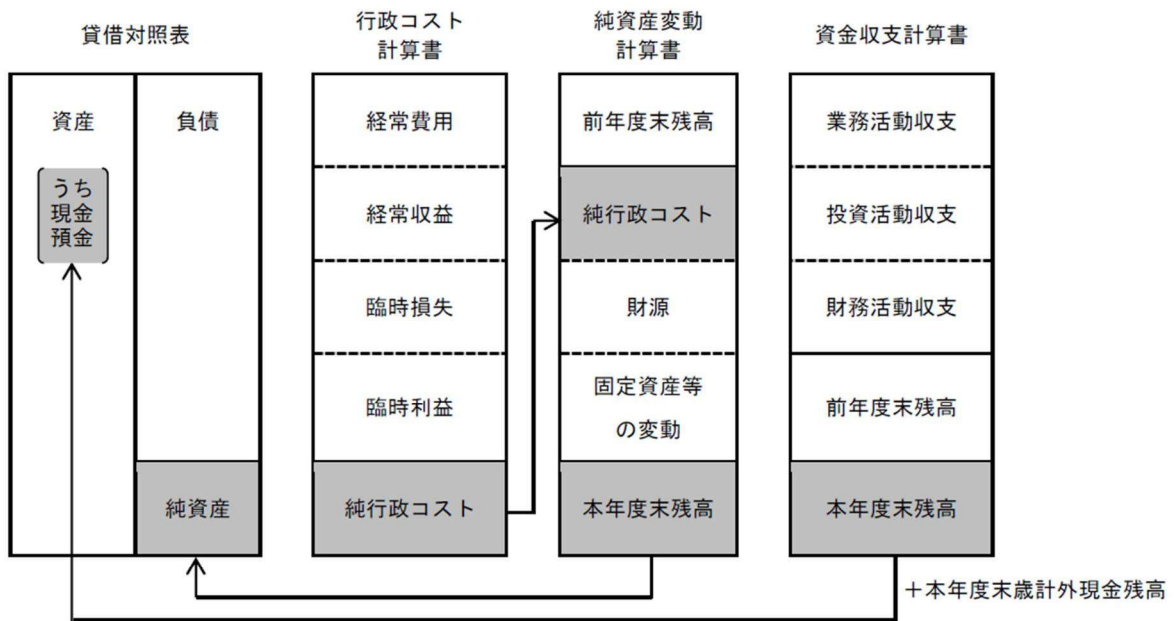 貸借対照表
資産
うち
現金
預金
負債
純資産
行政コスト
計算書
経常費用
経常収益
臨時損失
臨時利益
純行政コスト
純資産変動
計算書
前年度末残高
純行政コスト
財源
固定資産等
の変動
本年度末残高
資金収支計算書
業務活動収支
投資活動収支
財務活動収支
前年度末残高
本年度末残高
＋本年度末歳計外現金残高